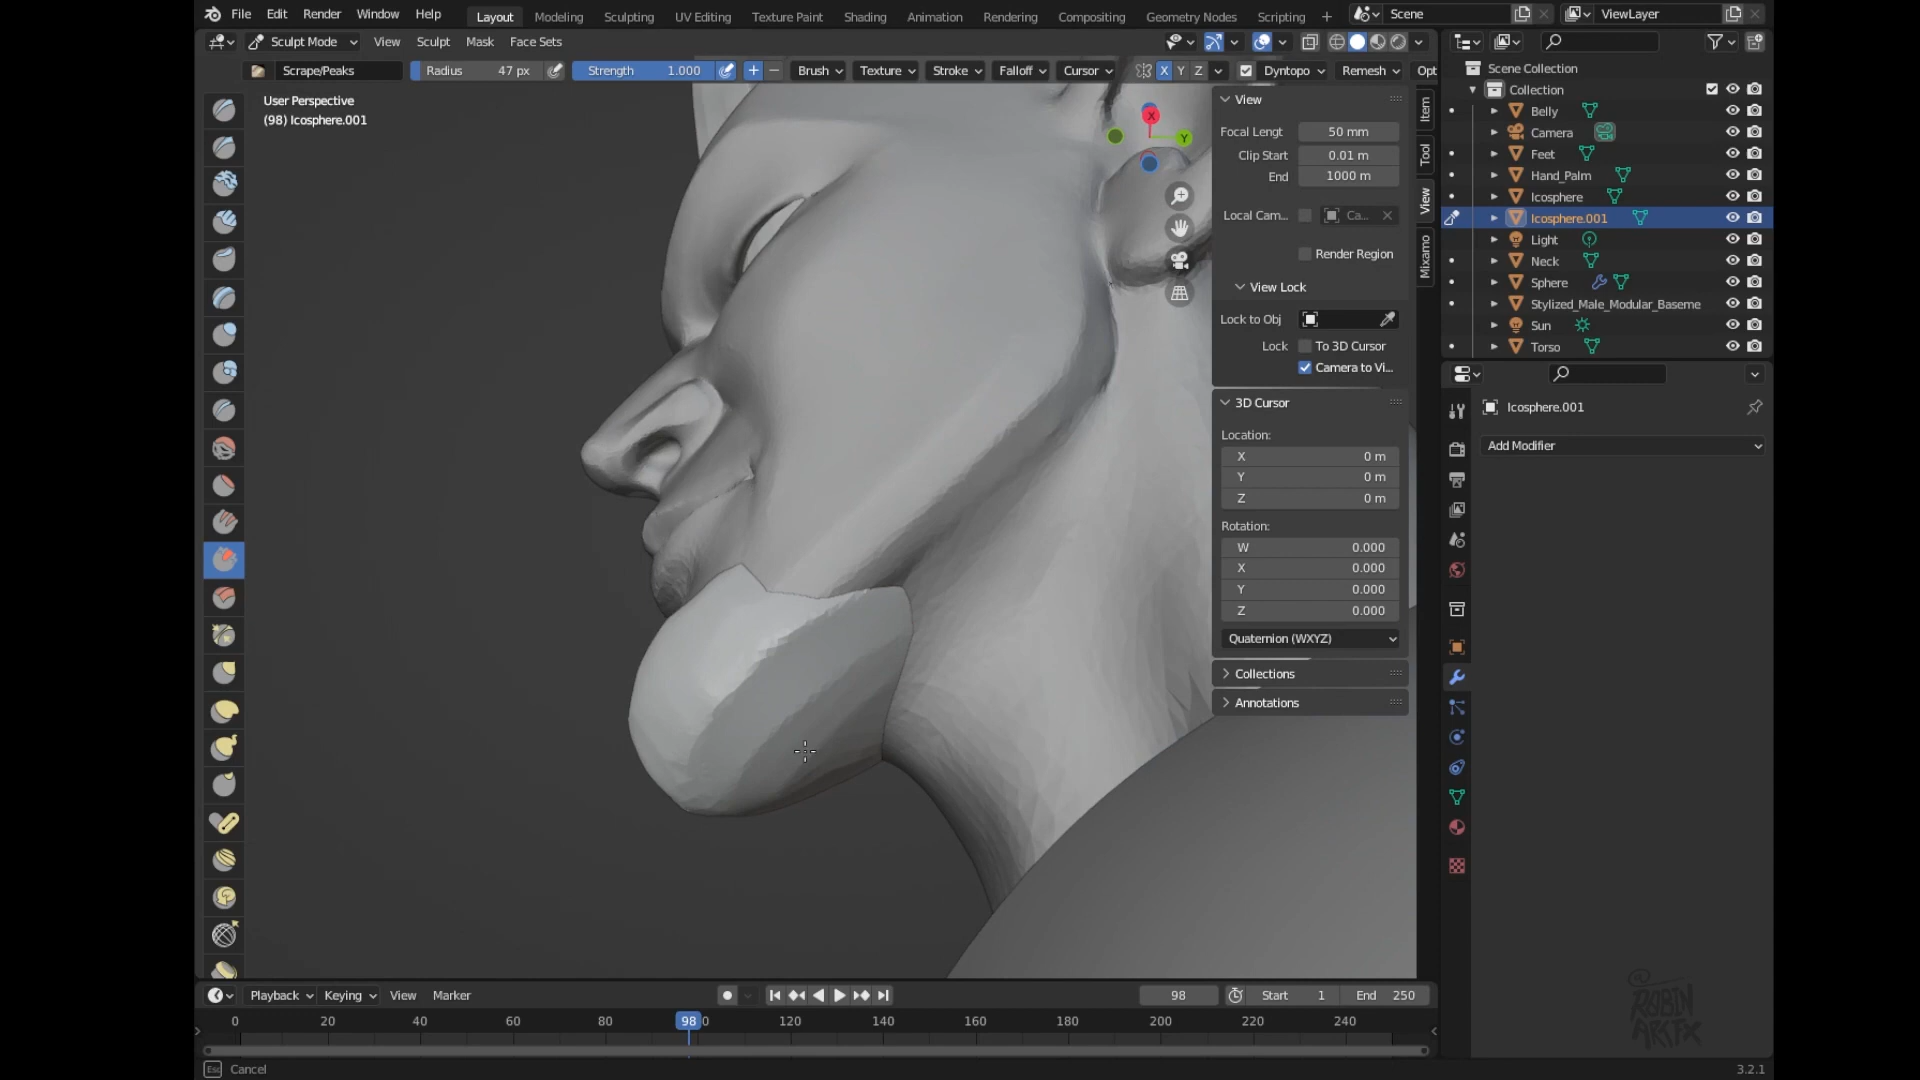 File Edit Render Window Help Layout Modeling Sculpting UV Editing Texture Paint Shading Animation Rendering Compositing Geometry Nodes Scripting + Scene ViewLayer
Sculpt Mode View Sculpt Mask Face Sets
Scrape/Peaks Radius 47 px Strength 1.000 + − Brush Texture Stroke Falloff Cursor X Y Z Dyntopo Remesh Opt
User Perspective
(98) Icosphere.001
X
Y
View
Focal Lengt 50 mm
Clip Start 0.01 m
End 1000 m
Local Cam... Ca...
Render Region
View Lock
Lock to Obj
Lock To 3D Cursor
Camera to Vi...
3D Cursor
Location:
X 0 m
Y 0 m
Z 0 m
Rotation:
W 0.000
X 0.000
Y 0.000
Z 0.000
Quaternion (WXYZ)
Collections
Annotations
Item
Tool
View
Mixamo
Scene Collection
Collection
Belly
Camera
Feet
Hand_Palm
Icosphere
Icosphere.001
Light
Neck
Sphere
Stylized_Male_Modular_Baseme
Sun
Torso
Icosphere.001
Add Modifier
Playback Keying View Marker 98 Start 1 End 250
0 20 40 60 80 98 0 120 140 160 180 200 220 240
Esc Cancel 3.2.1
@
ROBIN
ARTFX